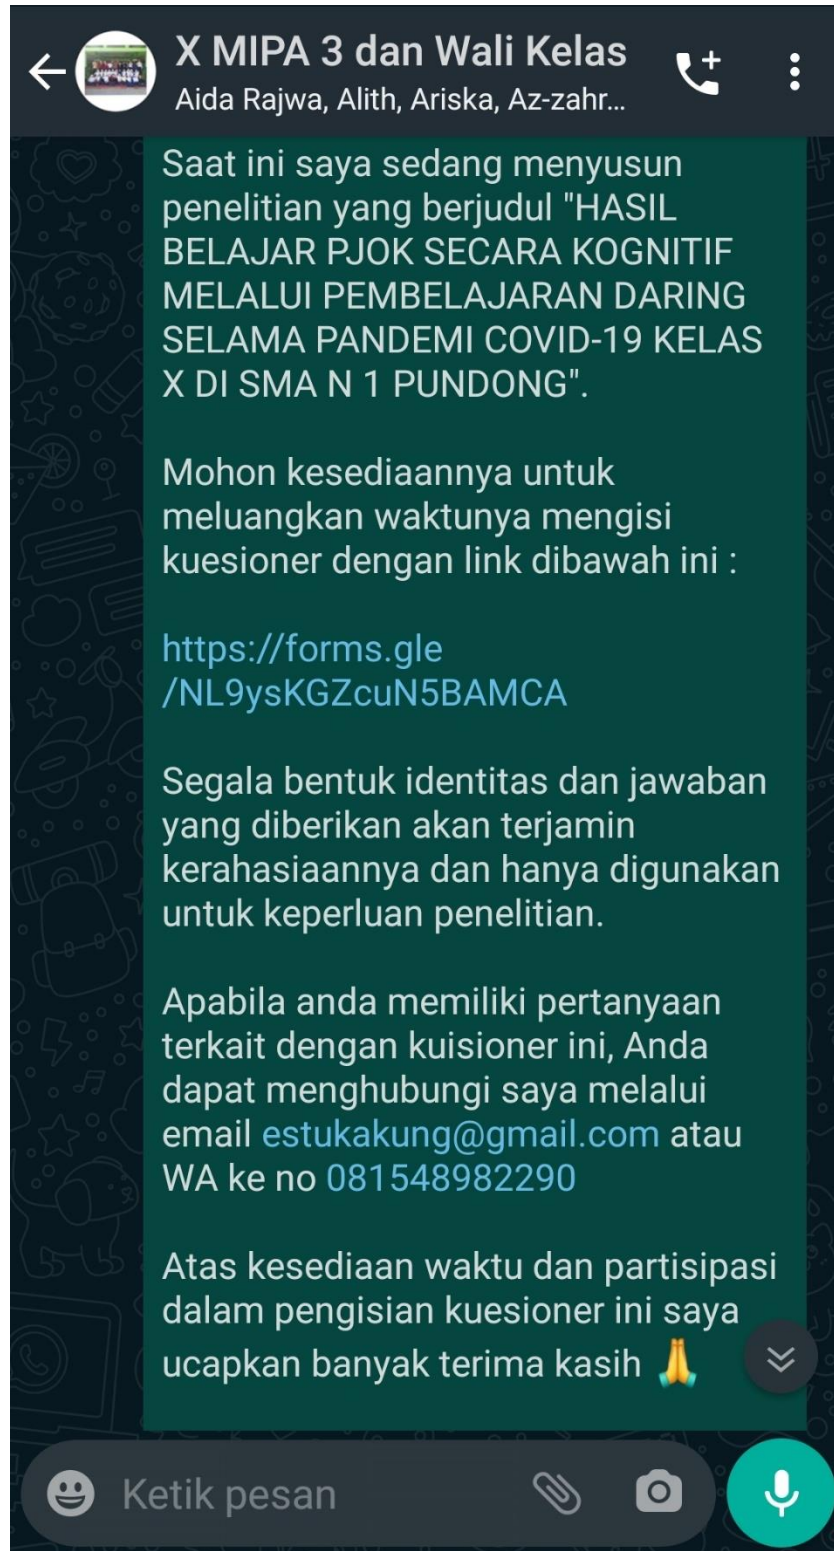 X MIPA 3 dan Wali Kelas
Aida Rajwa, Alith, Ariska, Az-zahr...
Saat ini saya sedang menyusun
penelitian yang berjudul "HASIL
BELAJAR PJOK SECARA KOGNITIF
MELALUI PEMBELAJARAN DARING
SELAMA PANDEMI COVID-19 KELAS
X DI SMA N 1 PUNDONG".
Mohon kesediaannya untuk
meluangkan waktunya mengisi
kuesioner dengan link dibawah ini :
https://forms.gle
/NL9ysKGZcuN5BAMCA
Segala bentuk identitas dan jawaban
yang diberikan akan terjamin
kerahasiaannya dan hanya digunakan
untuk keperluan penelitian.
Apabila anda memiliki pertanyaan
terkait dengan kuisioner ini, Anda
dapat menghubungi saya melalui
email estukakung@gmail.com atau
WA ke no 081548982290
Atas kesediaan waktu dan partisipasi
dalam pengisian kuesioner ini saya
ucapkan banyak terima kasih 🙏
Ketik pesan